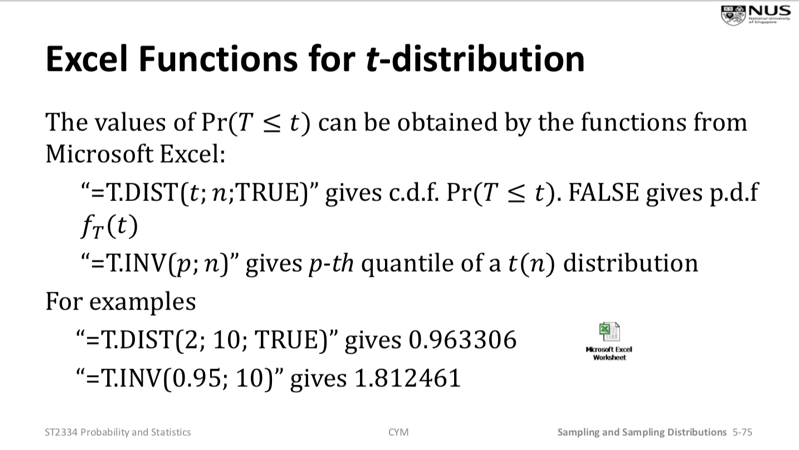 NUS
National University
of Singapore
Excel Functions for t-distribution
The values of Pr(T ≤ t) can be obtained by the functions from
Microsoft Excel:
“=T.DIST(t; n;TRUE)” gives c.d.f. Pr(T ≤ t). FALSE gives p.d.f
f_T(t)
“=T.INV(p; n)” gives p-th quantile of a t(n) distribution
For examples
“=T.DIST(2; 10; TRUE)” gives 0.963306
“=T.INV(0.95; 10)” gives 1.812461
Microsoft Excel
Worksheet
ST2334 Probability and Statistics CYM Sampling and Sampling Distributions 5-75